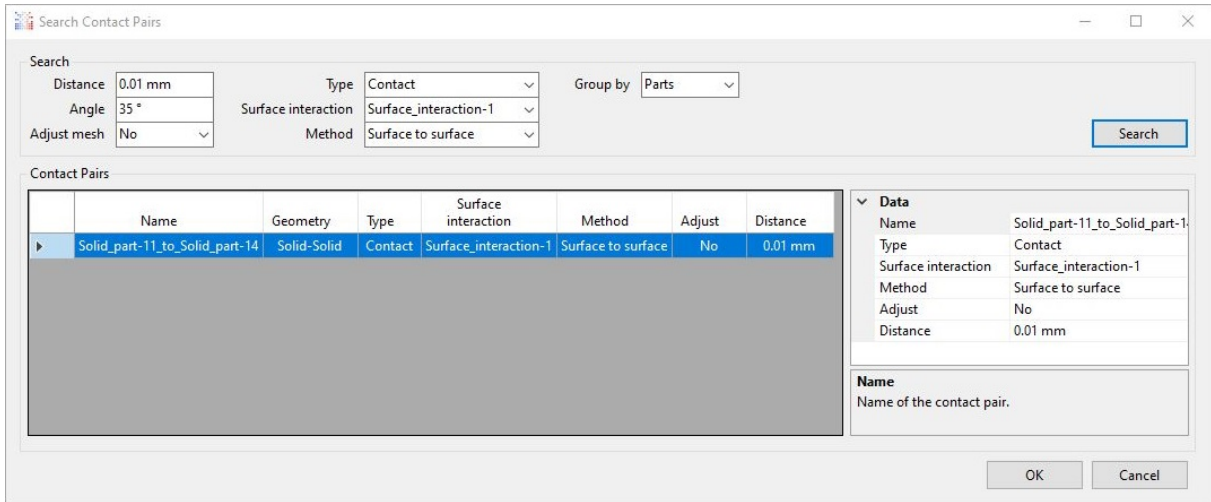 Search Contact Pairs
Search
Distance 0.01 mm Type Contact Group by Parts
Angle 35 ° Surface interaction Surface_interaction-1
Adjust mesh No Method Surface to surface Search
Contact Pairs
Name Geometry Type Surface interaction Method Adjust Distance
Solid_part-11_to_Solid_part-14 Solid-Solid Contact Surface_interaction-1 Surface to surface No 0.01 mm
Data
Name Solid_part-11_to_Solid_part-1
Type Contact
Surface interaction Surface_interaction-1
Method Surface to surface
Adjust No
Distance 0.01 mm
Name
Name of the contact pair.
OK Cancel